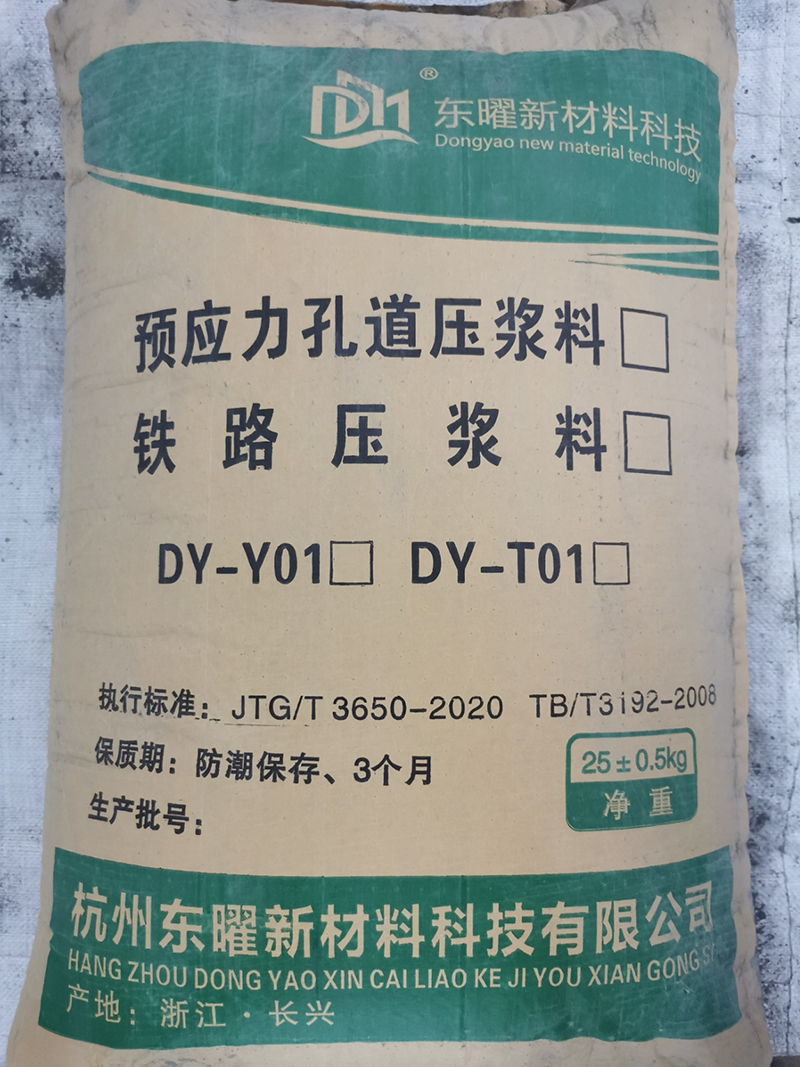 ®
东曜新材料科技
Dongyao new material technology
预应力孔道压浆料□
铁路压浆料□
DY-Y01□ DY-T01□
执行标准：JTG/T 3650-2020 TB/T3192-2008
保质期：防潮保存、3个月
25±0.5kg
净重
生产批号：
杭州东曜新材料科技有限公司
HANG ZHOU DONG YAO XIN CAI LIAO KE JI YOU XIAN GONG SI
产地：浙江·长兴